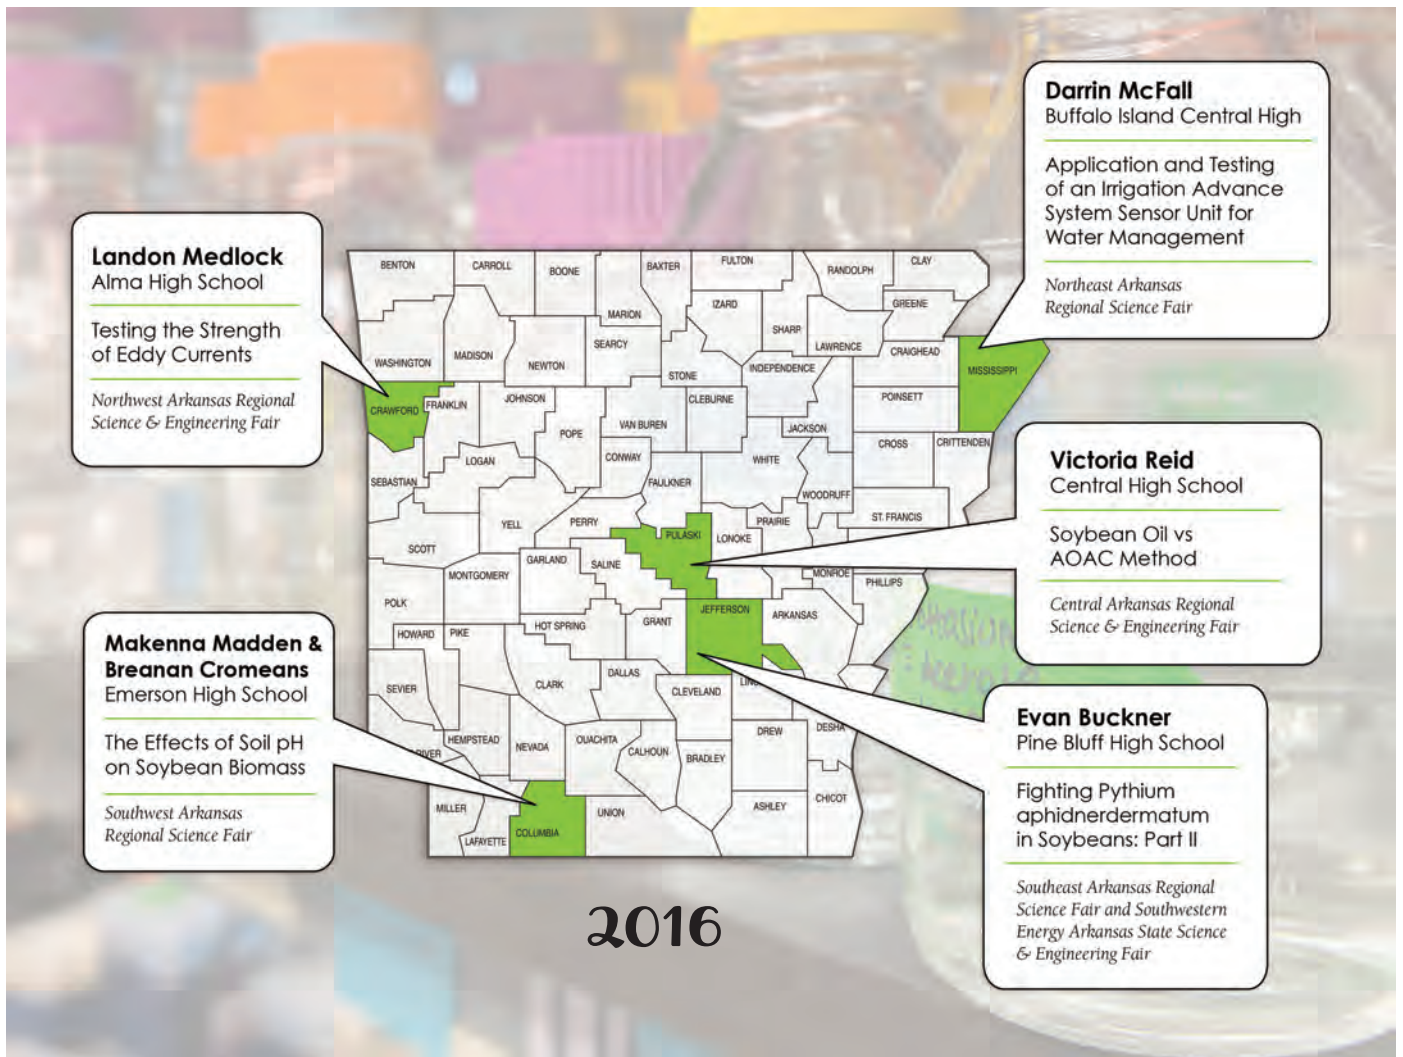 Darrin McFall
Buffalo Island Central High
Application and Testing
of an Irrigation Advance
System Sensor Unit for
Water Management
Northeast Arkansas
Regional Science Fair
Landon Medlock
Alma High School
Testing the Strength
of Eddy Currents
Northwest Arkansas Regional
Science & Engineering Fair
Victoria Reid
Central High School
Soybean Oil vs
AOAC Method
Central Arkansas Regional
Science & Engineering Fair
Makenna Madden &
Breanan Cromeans
Emerson High School
The Effects of Soil pH
on Soybean Biomass
Southwest Arkansas
Regional Science Fair
Evan Buckner
Pine Bluff High School
Fighting Pythium
aphidnerdermatum
in Soybeans: Part II
Southeast Arkansas Regional
Science Fair and Southwestern
Energy Arkansas State Science
& Engineering Fair
BENTON
CARROLL
BOONE
BAXTER
FULTON
RANDOLPH
CLAY
MARION
IZARD
SHARP
GREENE
WASHINGTON
MADISON
NEWTON
SEARCY
STONE
INDEPENDENCE
LAWRENCE
CRAIGHEAD
MISSISSIPPI
CRAWFORD
FRANKLIN
JOHNSON
POPE
VAN BUREN
CLEBURNE
JACKSON
POINSETT
LOGAN
CONWAY
WHITE
CROSS
CRITTENDEN
SEBASTIAN
FAULKNER
WOODRUFF
YELL
PERRY
PULASKI
LONOKE
PRAIRIE
ST. FRANCIS
SCOTT
GARLAND
SALINE
MONTGOMERY
MONROE
PHILLIPS
POLK
JEFFERSON
ARKANSAS
HOWARD
PIKE
HOT SPRING
GRANT
SEVIER
CLARK
DALLAS
CLEVELAND
LIN
RIVER
HEMPSTEAD
NEVADA
OUACHITA
CALHOUN
BRADLEY
DREW
DESHA
MILLER
LAFAYETTE
COLUMBIA
UNION
ASHLEY
CHICOT
2016